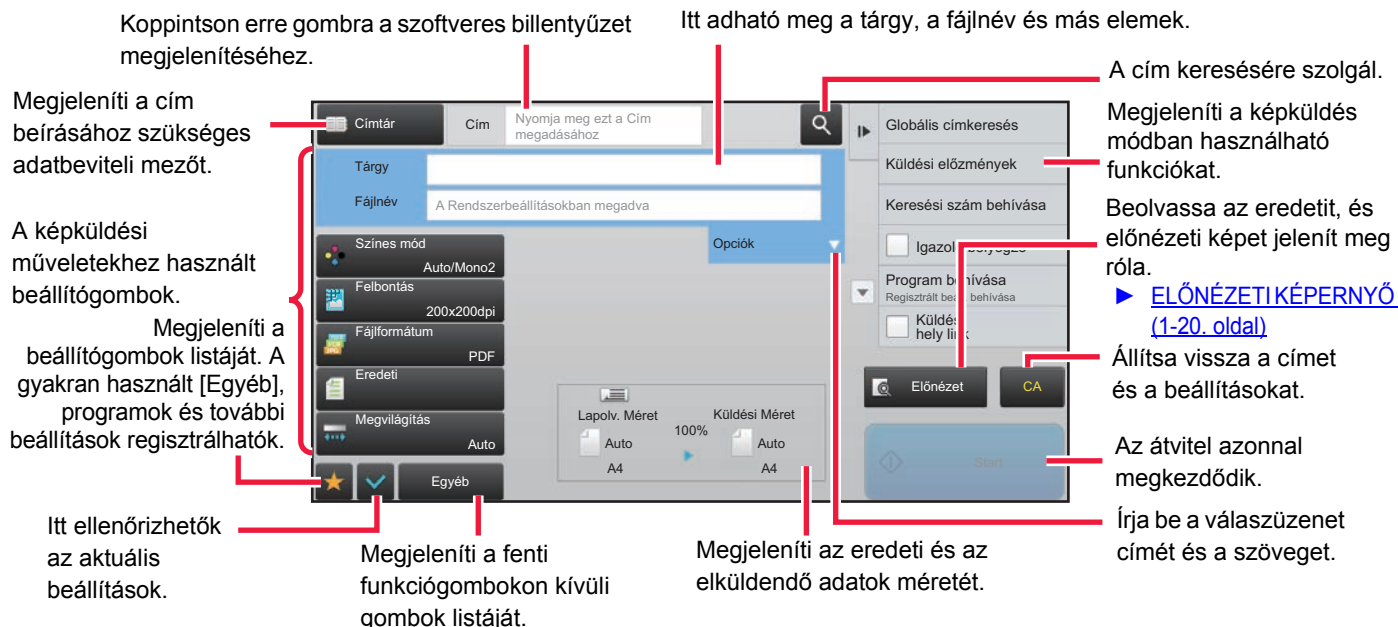 Koppintson erre gombra a szoftveres billentyűzet
megjelenítéséhez.
Itt adható meg a tárgy, a fájlnév és más elemek.
A cím keresésére szolgál.
Megjeleníti a cím
beírásához szükséges
adatbeviteli mezőt.
Megjeleníti a képküldés
módban használható
funkciókat.
A képküldési
műveletekhez használt
beállítógombok.
Beolvassa az eredetit, és
előnézeti képet jelenít meg
róla.
► ELŐNÉZETI KÉPERNYŐ
(1-20. oldal)
Megjeleníti a
beállítógombok listáját. A
gyakran használt [Egyéb],
programok és további
beállítások regisztrálhatók.
Állítsa vissza a címet
és a beállításokat.
Az átvitel azonnal
megkezdődik.
Írja be a válaszüzenet
címét és a szöveget.
Itt ellenőrizhetők
az aktuális
beállítások.
Megjeleníti a fenti
funkciógombokon kívüli
gombok listáját.
Megjeleníti az eredeti és az
elküldendő adatok méretét.
Címtár
Cím
Nyomja meg ezt a Cím
megadásához
Tárgy
Fájlnév
A Rendszerbeállításokban megadva
Opciók
Színes mód
Auto/Mono2
Felbontás
200x200dpi
Fájlformátum
PDF
Eredeti
Megvilágítás
Auto
Egyéb
Lapolv. Méret
Auto
A4
100%
Küldési Méret
Auto
A4
Globális címkeresés
Küldési előzmények
Keresési szám behívása
Program behívása
Regisztrált behívása
Küldés
hely link
Előnézet
CA
Start